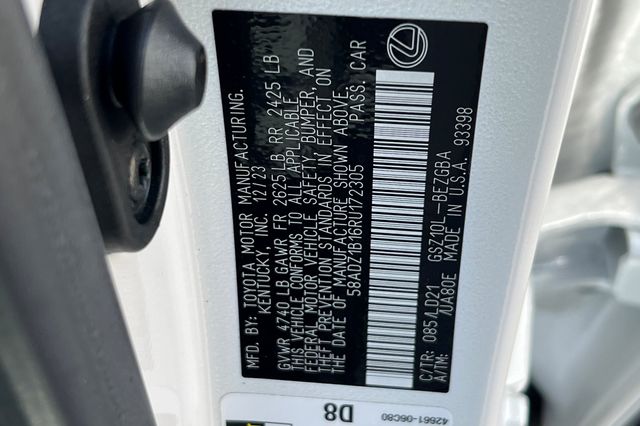 MFD. BY: TOYOTA MOTOR MANUFACTURING.
KENTUCKY, INC. 12/23
GVWR 4740 LB GAWR FR 2625 LB RR 2425 LB
THIS VEHICLE CONFORMS TO ALL APPLICABLE
FEDERAL MOTOR VEHICLE SAFETY, BUMPER, AND
THEFT PREVENTION STANDARDS IN EFFECT ON
THE DATE OF MANUFACTURE SHOWN ABOVE.
58ADZ1B16RU172305 PASS. CAR
C/TR: 085/LD21 GSZ10L-BEZGBA
A/TM: /UA80E MADE IN U.S.A. 93398
D8
42661-06C80